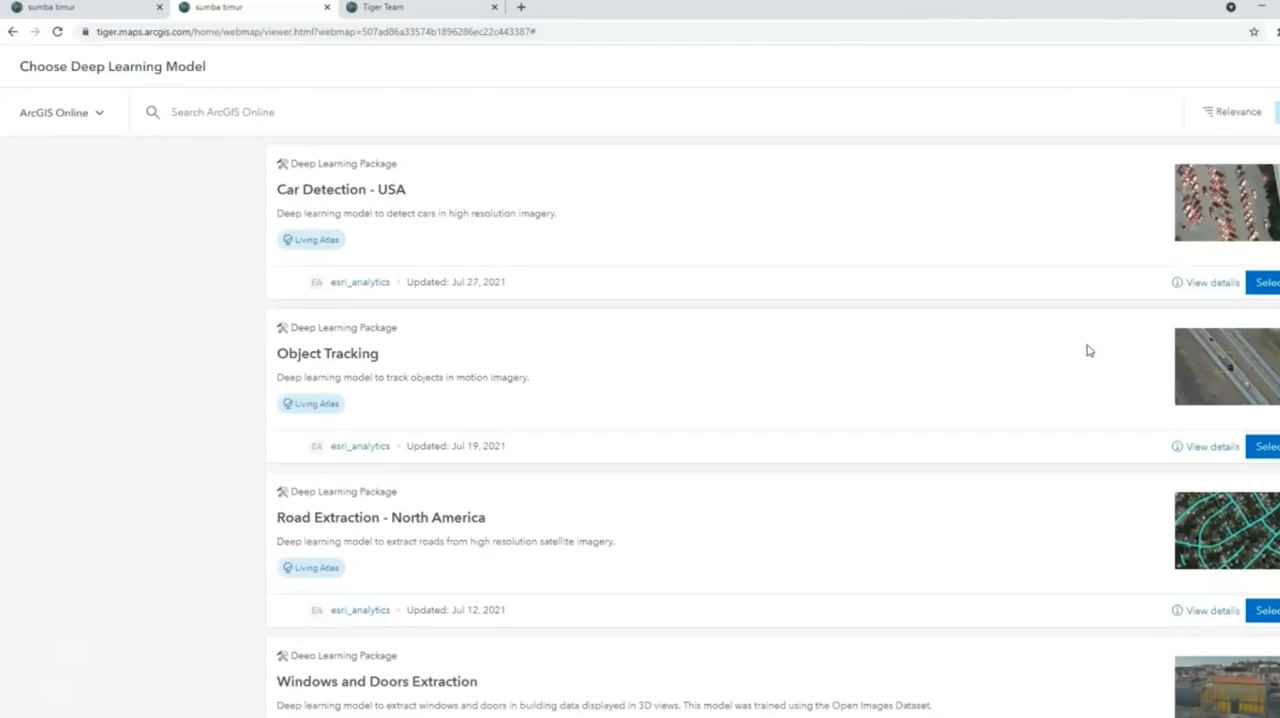 sumba timur
sumba timur
Tiger Team
tiger.maps.arcgis.com/home/webmap/viewer.html?webmap=507ad86a33574b1896286ec22c443387#
Choose Deep Learning Model
ArcGIS Online
Search ArcGIS Online
Relevance
Deep Learning Package
Car Detection - USA
Deep learning model to detect cars in high resolution imagery.
Living Atlas
EA esri_analytics • Updated: Jul 27, 2021
View details
Selec
Deep Learning Package
Object Tracking
Deep learning model to track objects in motion imagery.
Living Atlas
EA esri_analytics • Updated: Jul 19, 2021
View details
Selec
Deep Learning Package
Road Extraction - North America
Deep learning model to extract roads from high resolution satellite imagery.
Living Atlas
EA esri_analytics • Updated: Jul 12, 2021
View details
Selec
Deep Learning Package
Windows and Doors Extraction
Deep learning model to extract windows and doors in building data displayed in 3D views. This model was trained using the Open Images Dataset.